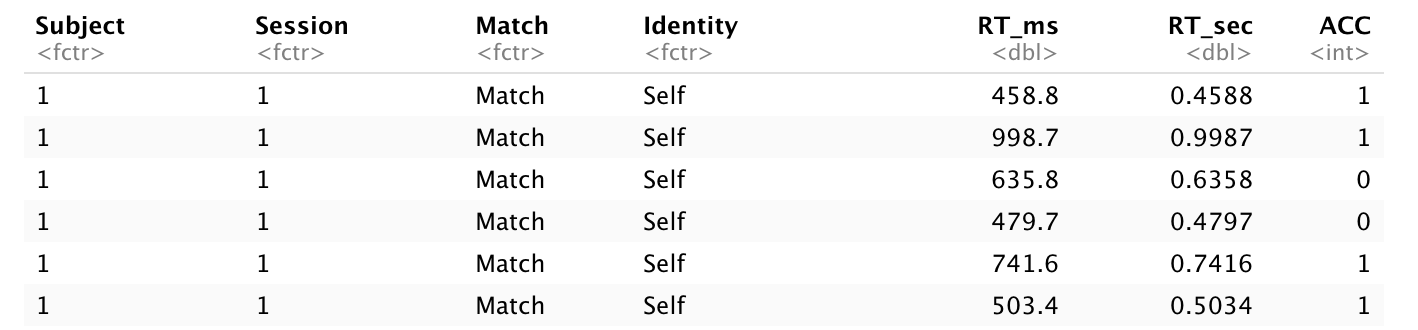 Subject Session Match Identity RT_ms RT_sec ACC
<fctr> <fctr> <fctr> <fctr> <dbl> <dbl> <int>
1 1 Match Self 458.8 0.4588 1
1 1 Match Self 998.7 0.9987 1
1 1 Match Self 635.8 0.6358 0
1 1 Match Self 479.7 0.4797 0
1 1 Match Self 741.6 0.7416 1
1 1 Match Self 503.4 0.5034 1